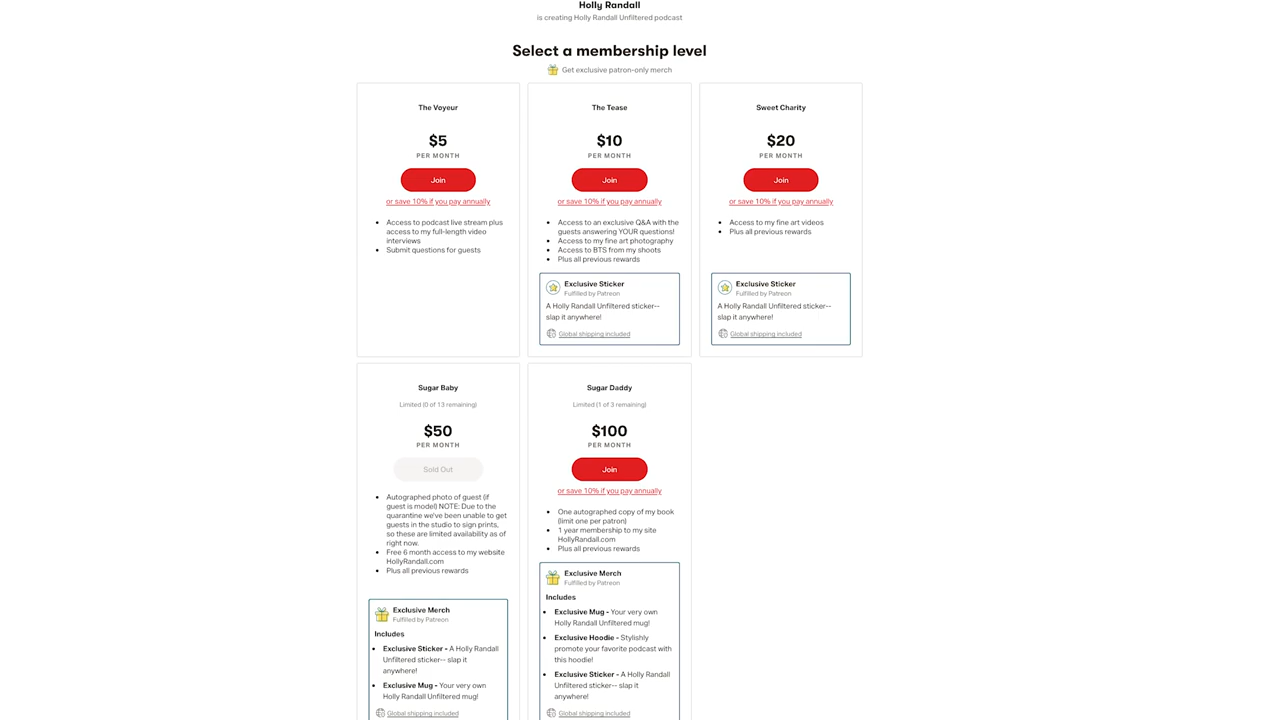 Holly Randall
is creating Holly Randall Unfiltered podcast
Select a membership level
Get exclusive patron-only merch
The Voyeur
$5
PER MONTH
Join
or save 10% if you pay annually
Access to podcast live stream plus
access to my full-length video
interviews
Submit questions for guests
The Tease
$10
PER MONTH
Join
or save 10% if you pay annually
Access to an exclusive Q&A with the
guests answering YOUR questions!
Access to my fine art photography
Access to BTS from my shoots
Plus all previous rewards
Exclusive Sticker
Fulfilled by Patreon
A Holly Randall Unfiltered sticker--
slap it anywhere!
Global shipping included
Sweet Charity
$20
PER MONTH
Join
or save 10% if you pay annually
Access to my fine art videos
Plus all previous rewards
Exclusive Sticker
Fulfilled by Patreon
A Holly Randall Unfiltered sticker--
slap it anywhere!
Global shipping included
Sugar Baby
Limited (0 of 13 remaining)
$50
PER MONTH
Sold Out
Autographed photo of guest (if
guest is model) NOTE: Due to the
quarantine we've been unable to get
guests in the studio to sign prints,
so these are limited availability as of
right now.
Free 6 month access to my website
HollyRandall.com
Plus all previous rewards
Exclusive Merch
Fulfilled by Patreon
Includes
Exclusive Sticker - A Holly Randall
Unfiltered sticker-- slap it
anywhere!
Exclusive Mug - Your very own
Holly Randall Unfiltered mug!
Global shipping included
Sugar Daddy
Limited (1 of 3 remaining)
$100
PER MONTH
Join
or save 10% if you pay annually
One autographed copy of my book
(limit one per patron)
1 year membership to my site
HollyRandall.com
Plus all previous rewards
Exclusive Merch
Fulfilled by Patreon
Includes
Exclusive Mug - Your very own
Holly Randall Unfiltered mug!
Exclusive Hoodie - Stylishly
promote your favorite podcast with
this hoodie!
Exclusive Sticker - A Holly Randall
Unfiltered sticker-- slap it
anywhere!
Global shipping included